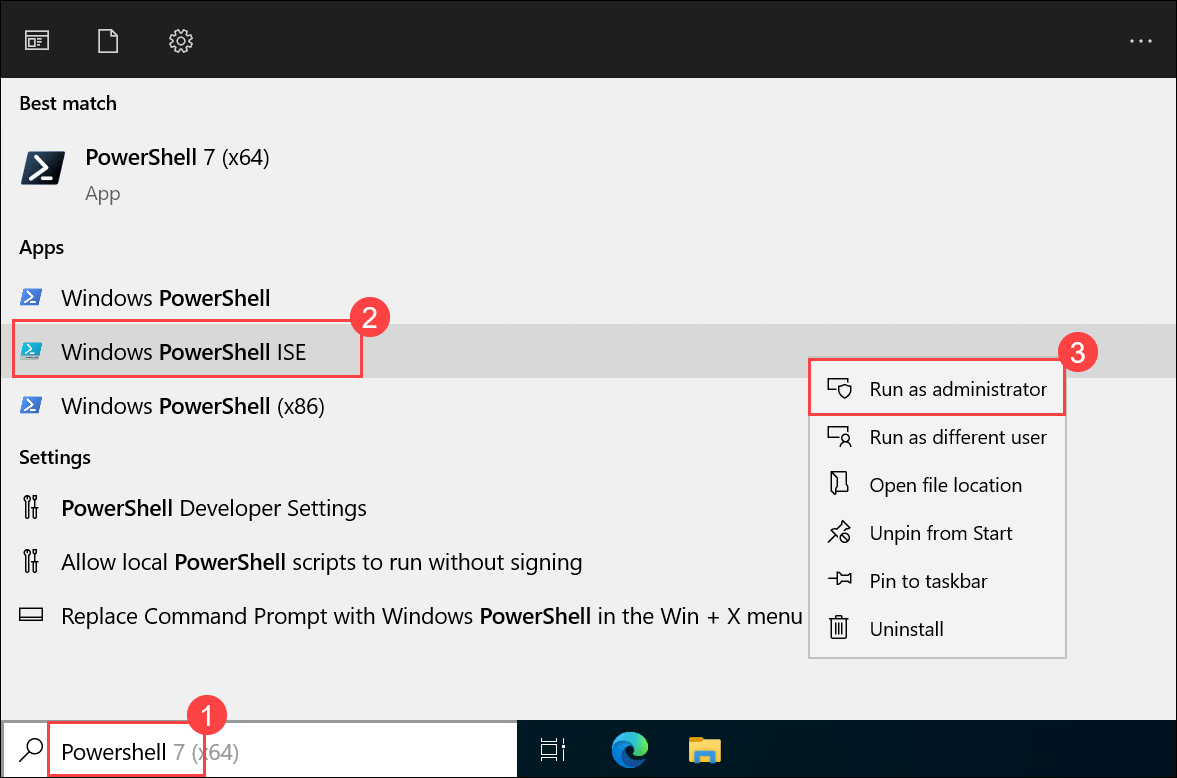 Best match
PowerShell 7 (x64)
App
Apps
Windows PowerShell
2
Windows PowerShell ISE
3
Run as administrator
Windows PowerShell (x86)
Run as different user
Settings
Open file location
PowerShell Developer Settings
Unpin from Start
Allow local PowerShell scripts to run without signing
Pin to taskbar
Replace Command Prompt with Windows PowerShell in the Win + X menu
Uninstall
1
Powershell 7 (x64)